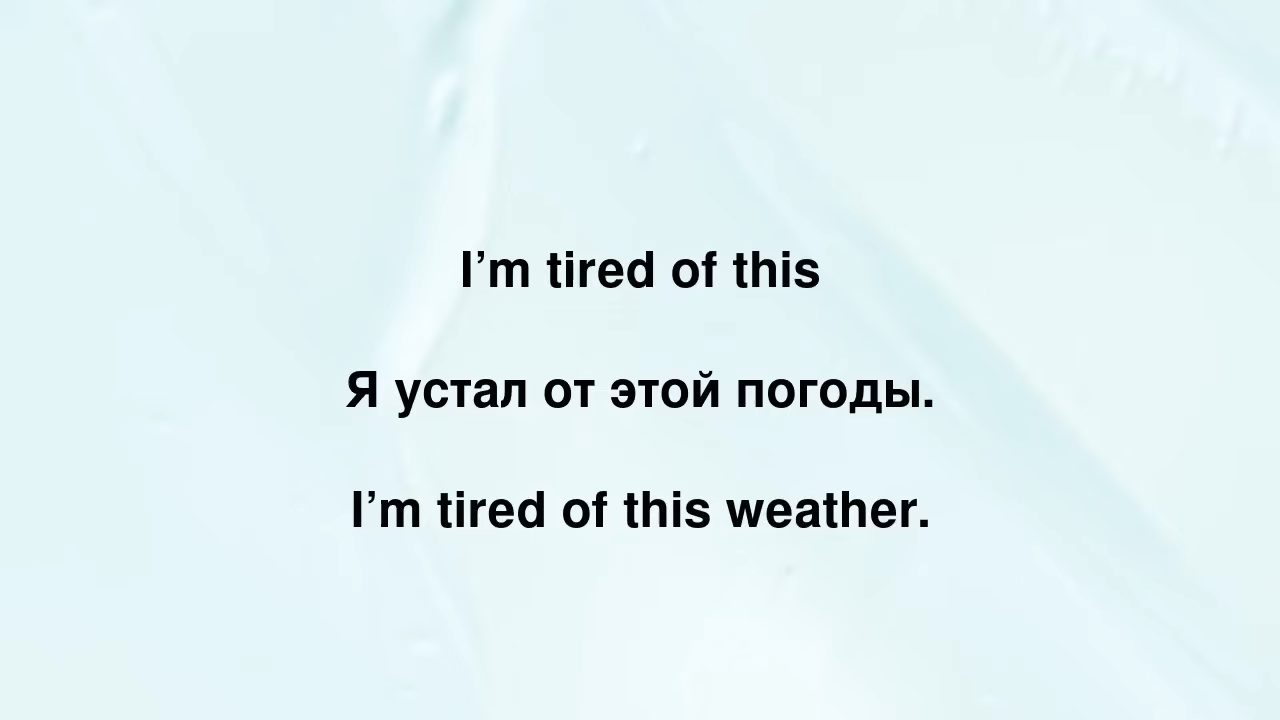 I’m tired of this
Я устал от этой погоды.
I’m tired of this weather.